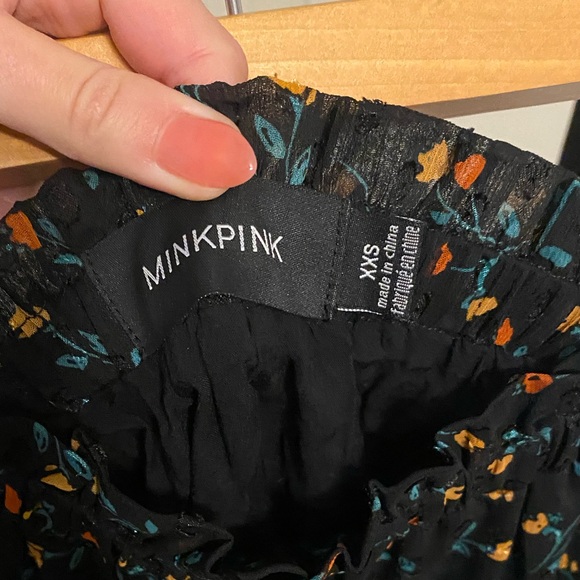 MINKPINK
XXS
made in china
fabriqué en chine